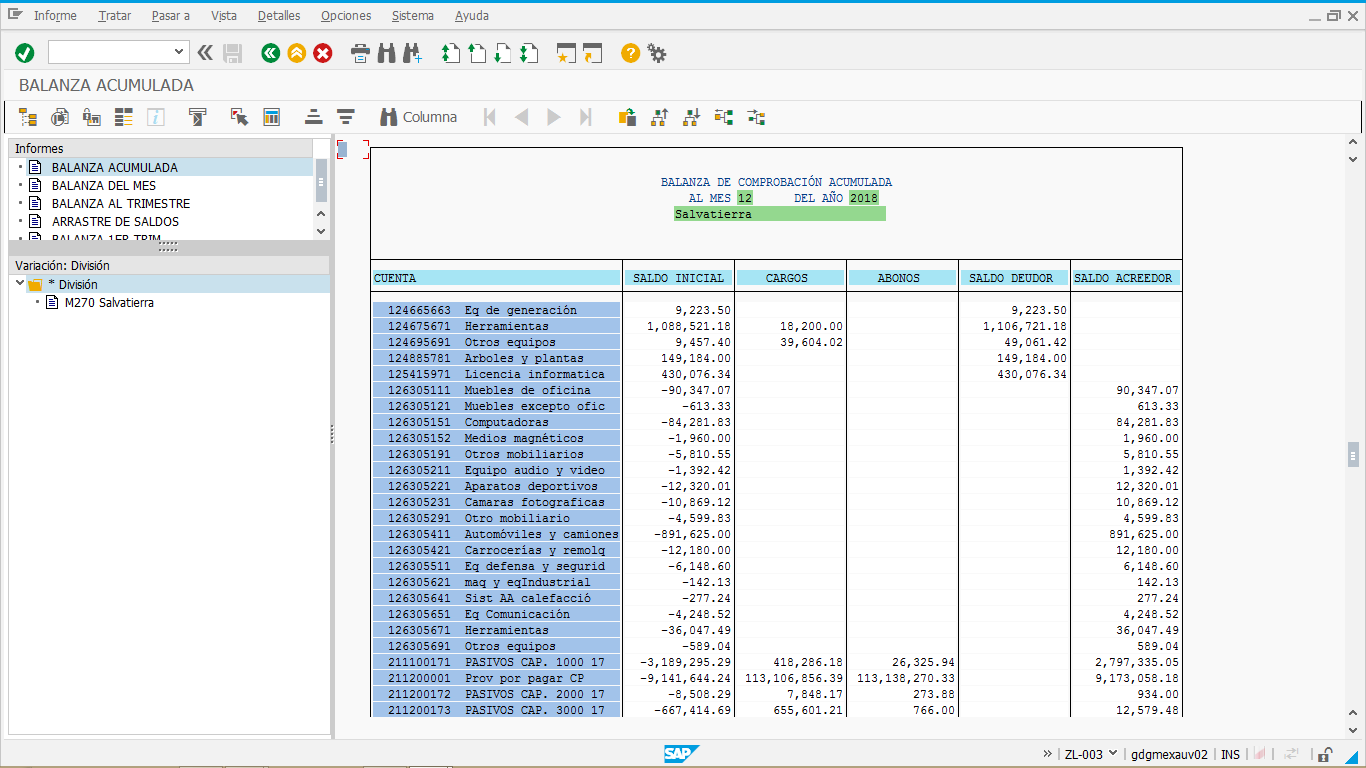 Informe Tratar Pasar a Vista Detalles Opciones Sistema Ayuda
BALANZA ACUMULADA
Columna
Informes
BALANZA ACUMULADA
BALANZA DEL MES
BALANZA AL TRIMESTRE
ARRASTRE DE SALDOS
BALANZA 1ER TRIM
Variación: División
* División
M270 Salvatierra
BALANZA DE COMPROBACIÓN ACUMULADA
AL MES 12 DEL AÑO 2018
Salvatierra
CUENTA SALDO INICIAL CARGOS ABONOS SALDO DEUDOR SALDO ACREEDOR
124665663 Eq de generación 9,223.50 9,223.50
124675671 Herramientas 1,088,521.18 18,200.00 1,106,721.18
124695691 Otros equipos 9,457.40 39,604.02 49,061.42
124885781 Arboles y plantas 149,184.00 149,184.00
125415971 Licencia informatica 430,076.34 430,076.34
126305111 Muebles de oficina -90,347.07 90,347.07
126305121 Muebles excepto ofic -613.33 613.33
126305151 Computadoras -84,281.83 84,281.83
126305152 Medios magnéticos -1,960.00 1,960.00
126305191 Otros mobiliarios -5,810.55 5,810.55
126305211 Equipo audio y video -1,392.42 1,392.42
126305221 Aparatos deportivos -12,320.01 12,320.01
126305231 Camaras fotograficas -10,869.12 10,869.12
126305291 Otro mobiliario -4,599.83 4,599.83
126305411 Automóviles y camiones -891,625.00 891,625.00
126305421 Carrocerías y remolq -12,180.00 12,180.00
126305511 Eq defensa y segurid -6,148.60 6,148.60
126305621 maq y eqIndustrial -142.13 142.13
126305641 Sist AA calefacció -277.24 277.24
126305651 Eq Comunicación -4,248.52 4,248.52
126305671 Herramientas -36,047.49 36,047.49
126305691 Otros equipos -589.04 589.04
211100171 PASIVOS CAP. 1000 17 -3,189,295.29 418,286.18 26,325.94 2,797,335.05
211200001 Prov por pagar CP -9,141,644.24 113,106,856.39 113,138,270.33 9,173,058.18
211200172 PASIVOS CAP. 2000 17 -8,508.29 7,848.17 273.88 934.00
211200173 PASIVOS CAP. 3000 17 -667,414.69 655,601.21 766.00 12,579.48
SAP
ZL-003 gdgmexauv02 INS